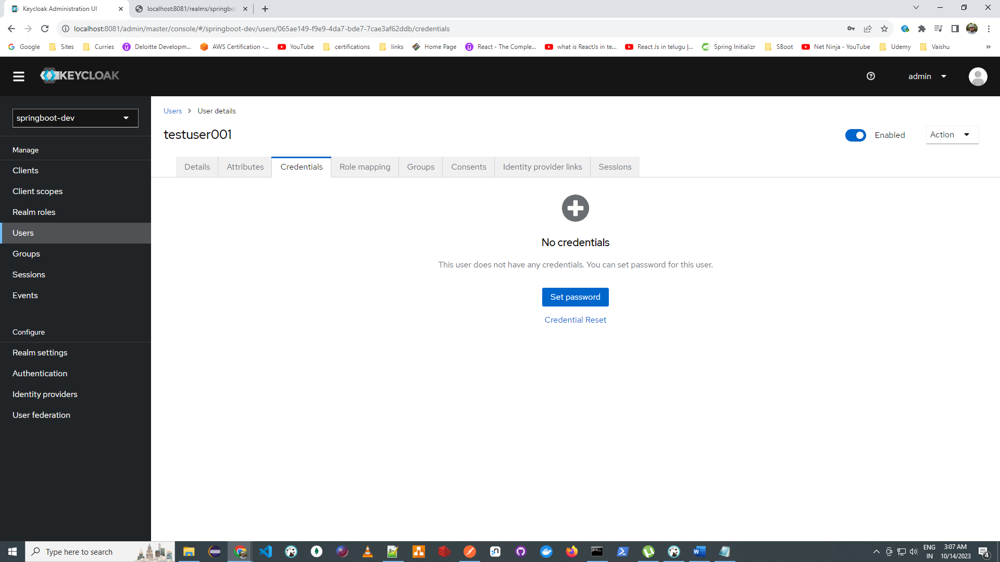 Keycloak Administration UI
localhost:8081/realms/springboo
localhost:8081/admin/master/console/#/springboot-dev/users/065ae149-f9e9-4da7-bde7-7cae3af62ddb/credentials
Google Sites Curries Deloitte Developm... AWS Certification -... YouTube certifications links Home Page React - The Comple... what is ReactJs in te... React Js in telugu |... Spring Initializr SBoot Net Ninja - YouTube Udemy Vaishu »
KEYCLOAK
admin
springboot-dev
Manage
Clients
Client scopes
Realm roles
Users
Groups
Sessions
Events
Configure
Realm settings
Authentication
Identity providers
User federation
Users > User details
testuser001
Enabled
Action
Details Attributes Credentials Role mapping Groups Consents Identity provider links Sessions
No credentials
This user does not have any credentials. You can set password for this user.
Set password
Credential Reset
Type here to search
ENG
IN
3:07 AM
10/14/2023
4